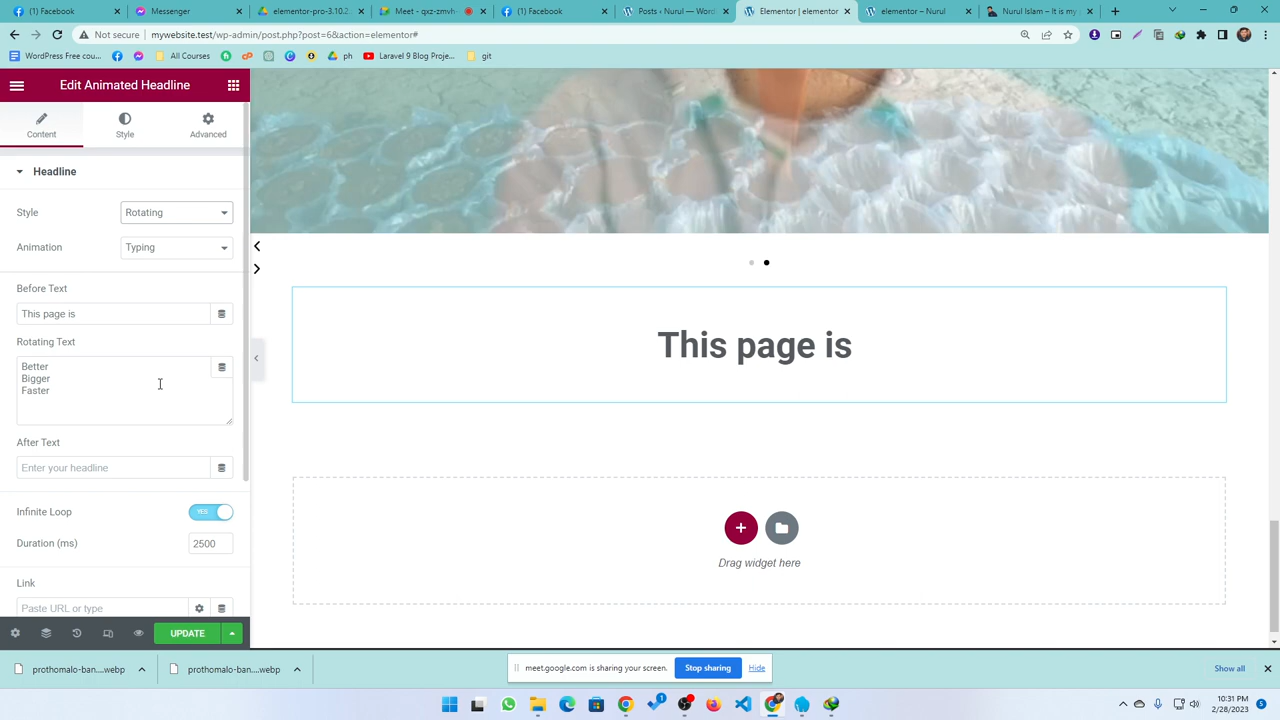 (1) Facebook
(4) Messenger
elementor-pro-3.10.2
Meet - qxz-zmvn-
(5) Facebook
Posts ‹ Nurul — Word
Elementor | elementor
elementor – Nurul
Nurul Islam – It is my
Not secure
mywebsite.test/wp-admin/post.php?post=6&action=elementor#
WordPress Free cou...
All Courses
ph
Laravel 9 Blog Proje...
git
Edit Animated Headline
Content
Style
Advanced
Headline
Style
Rotating
Animation
Typing
Before Text
This page is
Rotating Text
Better
Bigger
Faster
After Text
Enter your headline
Infinite Loop
YES
Duration (ms)
2500
Link
Paste URL or type
UPDATE
This page is
Drag widget here
prothomalo-ban....webp
prothomalo-ban....webp
meet.google.com is sharing your screen.
Stop sharing
Hide
Show all
10:31 PM
2/28/2023